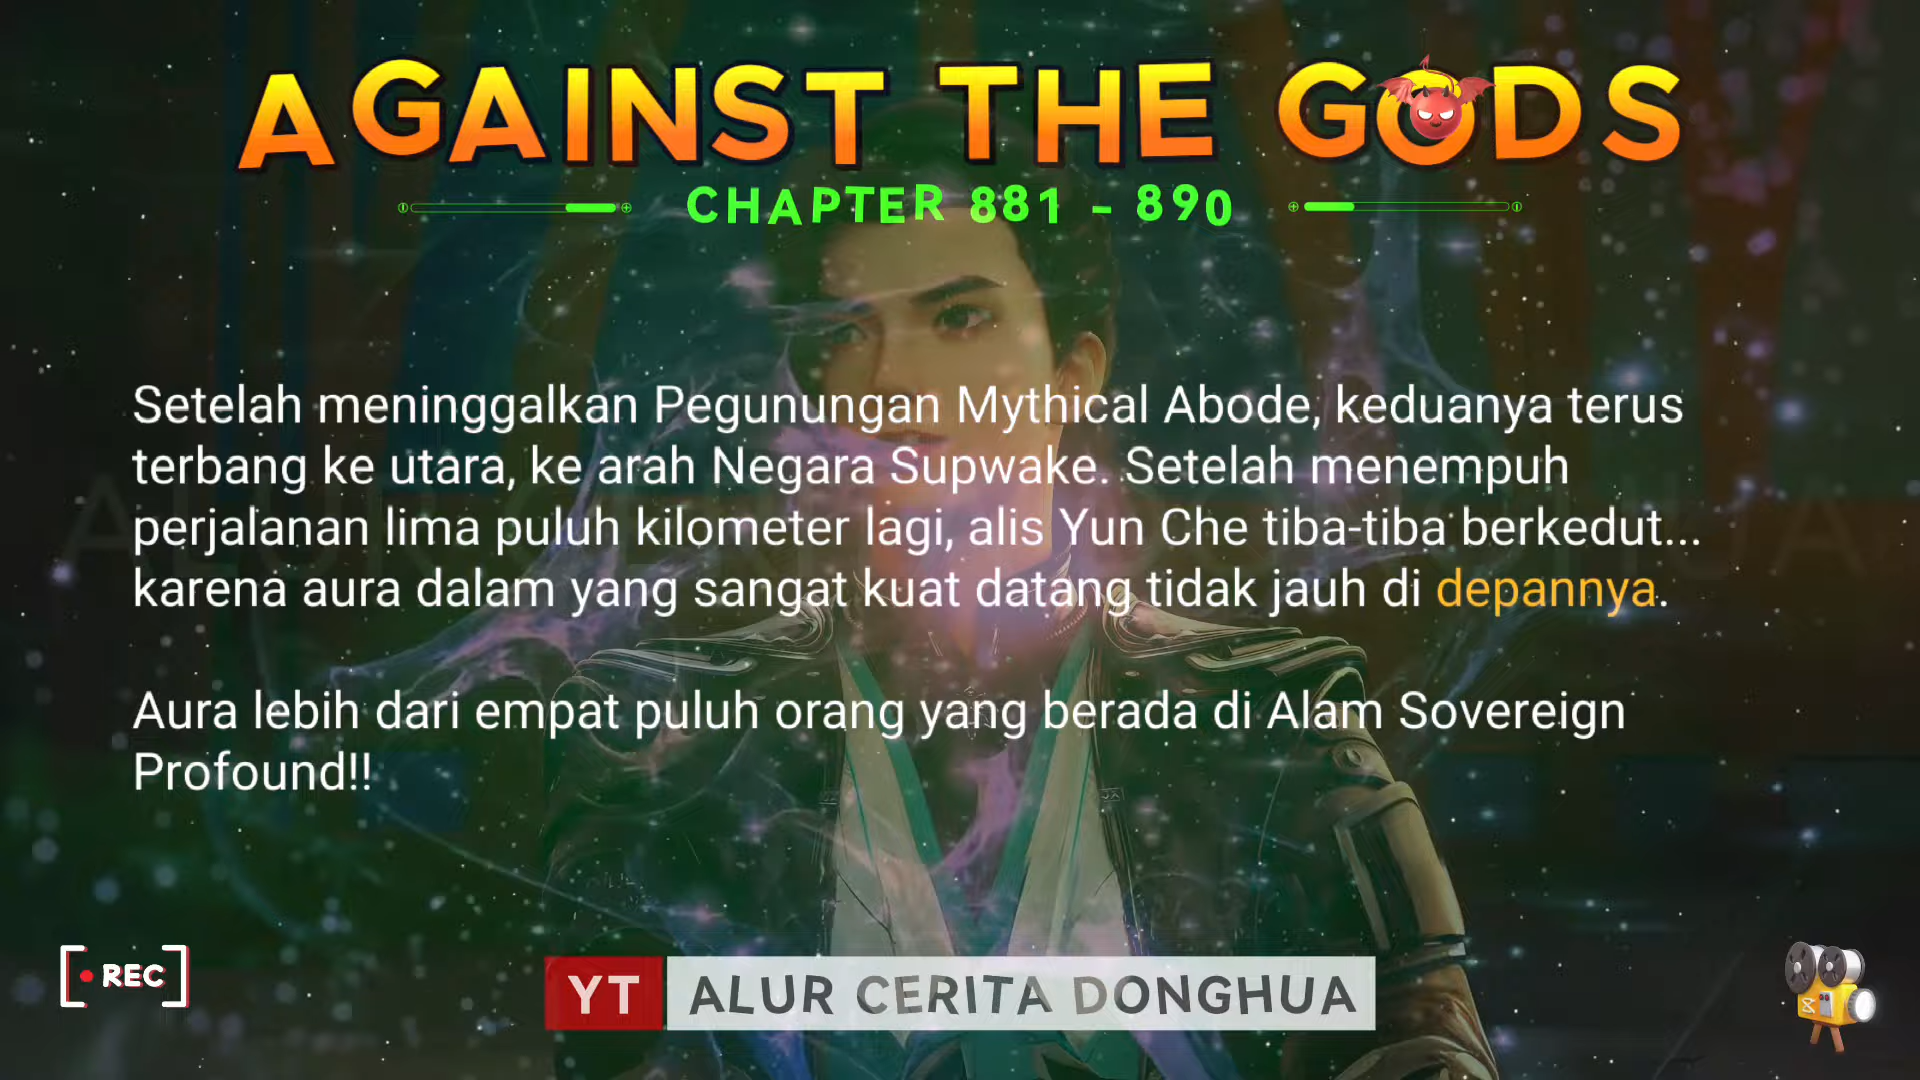 AGAINST THE GODS
CHAPTER 881 - 890
Setelah meninggalkan Pegunungan Mythical Abode, keduanya terus
terbang ke utara, ke arah Negara Supwake. Setelah menempuh
perjalanan lima puluh kilometer lagi, alis Yun Che tiba-tiba berkedut...
karena aura dalam yang sangat kuat datang tidak jauh di depannya.
Aura lebih dari empat puluh orang yang berada di Alam Sovereign
Profound!!
REC
YT ALUR CERITA DONGHUA